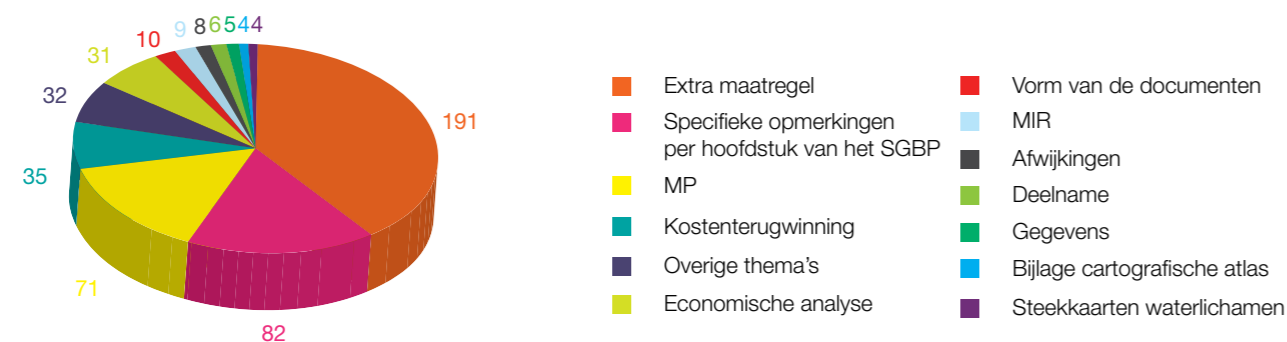 9 8 6 5 4 4
10
31
32
191
35
71
82
Extra maatregel
Specifieke opmerkingen
per hoofdstuk van het SGBP
MP
Kostenterugwinning
Overige thema's
Economische analyse
Vorm van de documenten
MIR
Afwijkingen
Deelname
Gegevens
Bijlage cartografische atlas
Steekkaarten waterlichamen